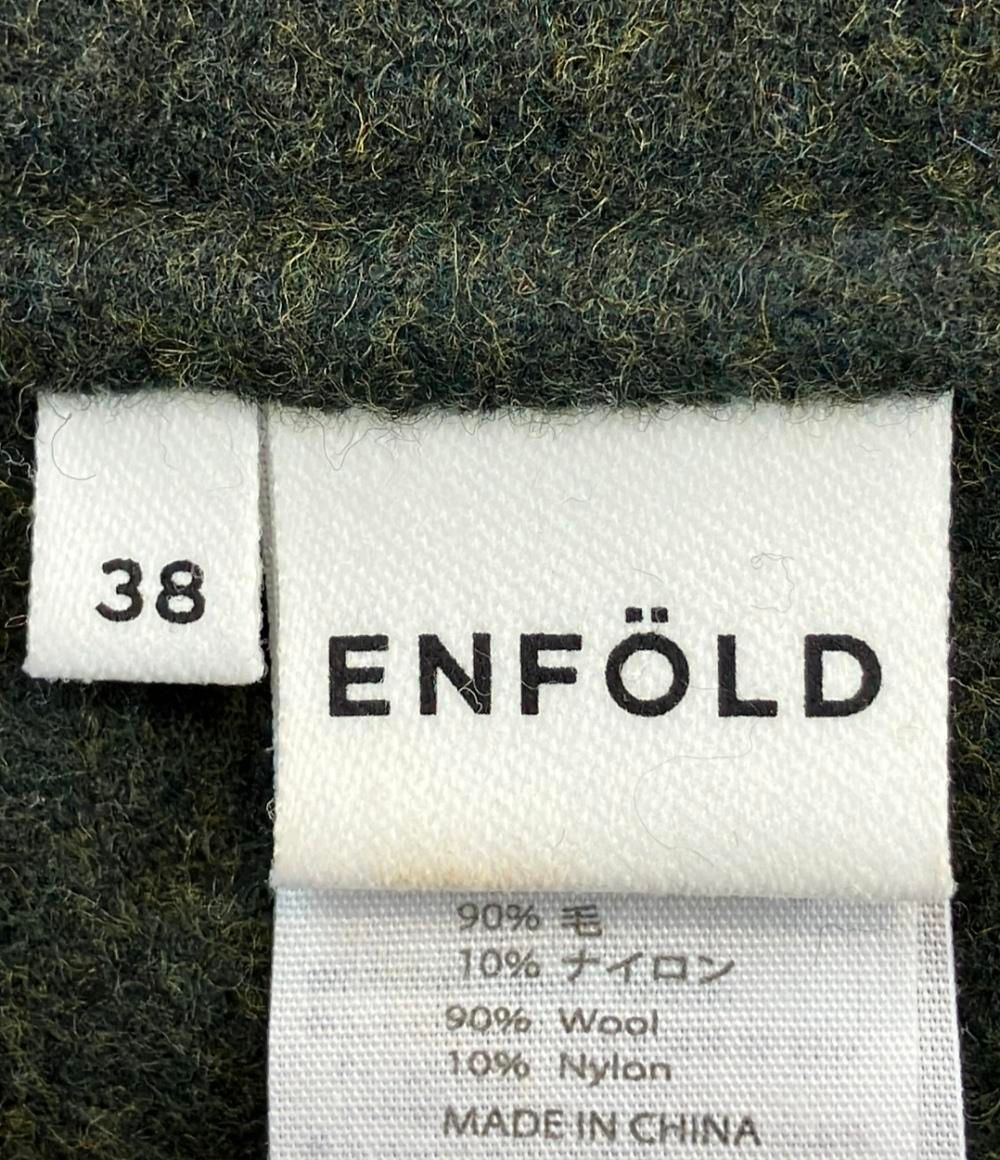 38
ENFÖLD
90% 毛
10% ナイロン
90% Wool
10% Nylon
MADE IN CHINA